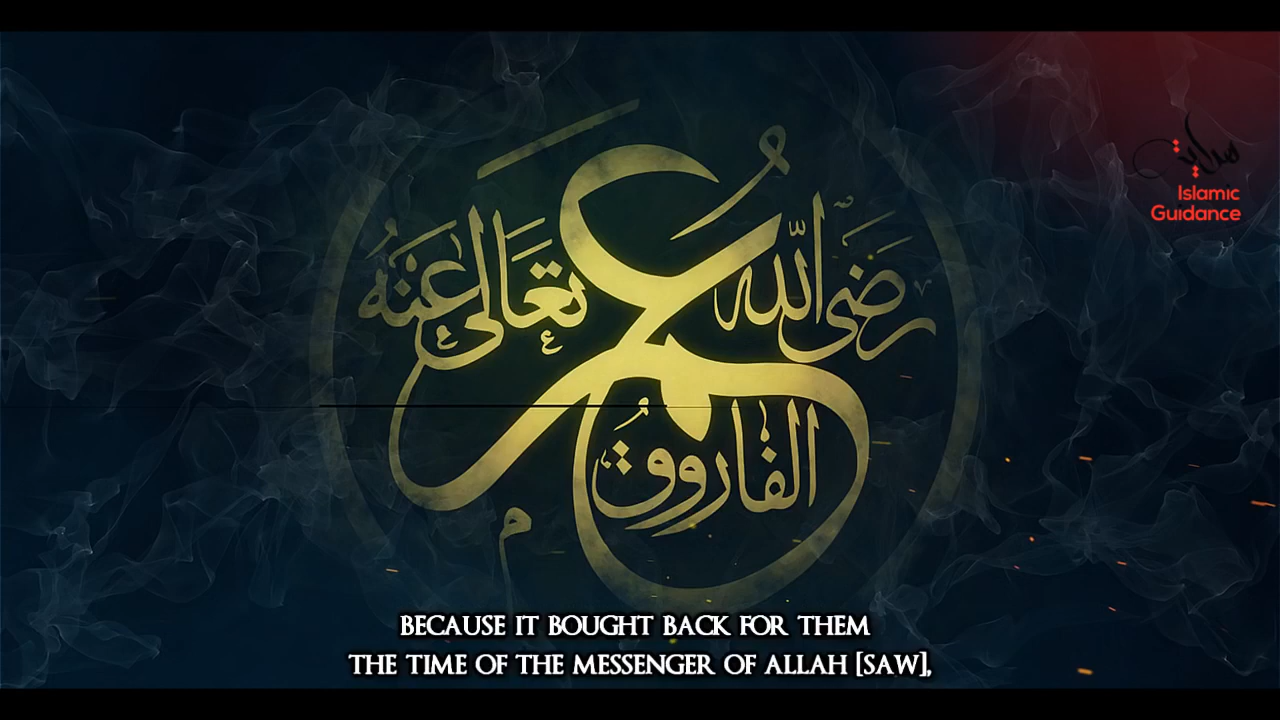 عمر
رضي الله تعالى عنه
الفاروق
هداية
Islamic
Guidance
BECAUSE IT BOUGHT BACK FOR THEM
THE TIME OF THE MESSENGER OF ALLAH [SAW],